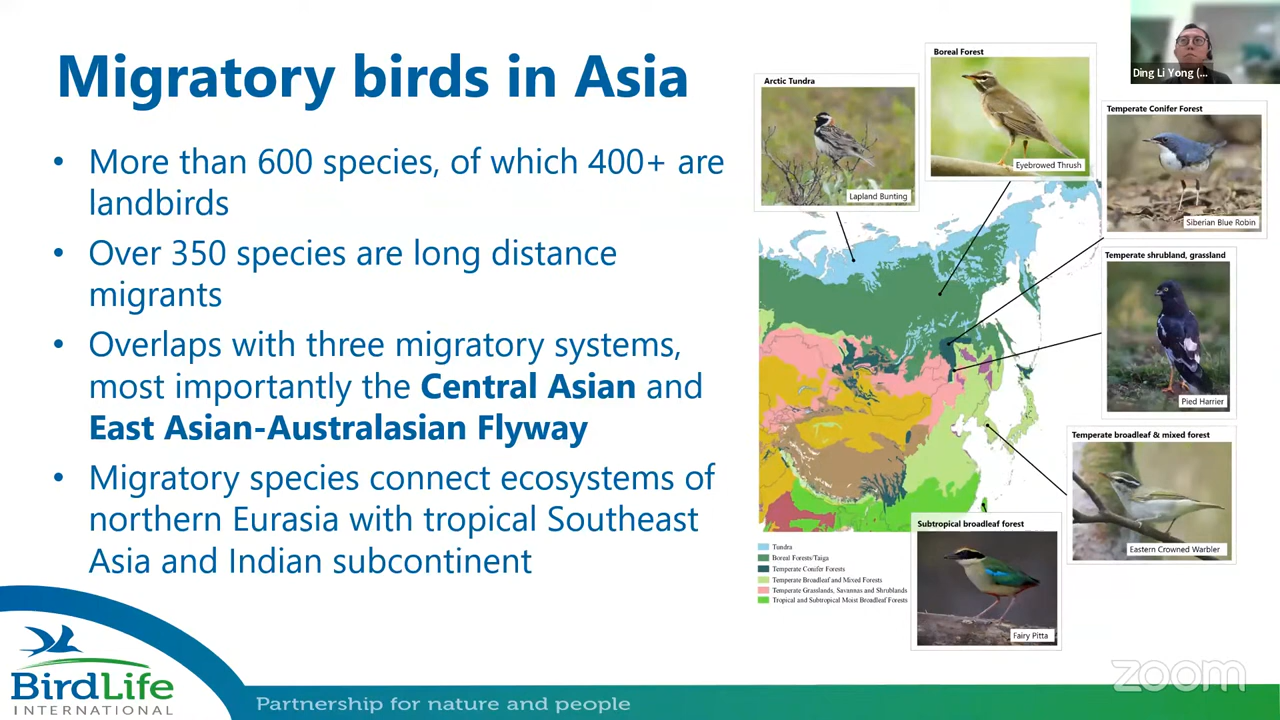 Migratory birds in Asia
• More than 600 species, of which 400+ are
landbirds
• Over 350 species are long distance
migrants
• Overlaps with three migratory systems,
most importantly the Central Asian and
East Asian-Australasian Flyway
• Migratory species connect ecosystems of
northern Eurasia with tropical Southeast
Asia and Indian subcontinent
Arctic Tundra
Lapland Bunting
Boreal Forest
Eyebrowed Thrush
Ding Li Yong (...
Temperate Conifer Forest
Siberian Blue Robin
Temperate shrubland, grassland
Pied Harrier
Temperate broadleaf & mixed forest
Eastern Crowned Warbler
Subtropical broadleaf forest
Fairy Pitta
Tundra
Boreal Forests/Taiga
Temperate Conifer Forests
Temperate Broadleaf and Mixed Forests
Temperate Grasslands, Savannas and Shrublands
Tropical and Subtropical Moist Broadleaf Forests
BirdLife
INTERNATIONAL
Partnership for nature and people
zoom